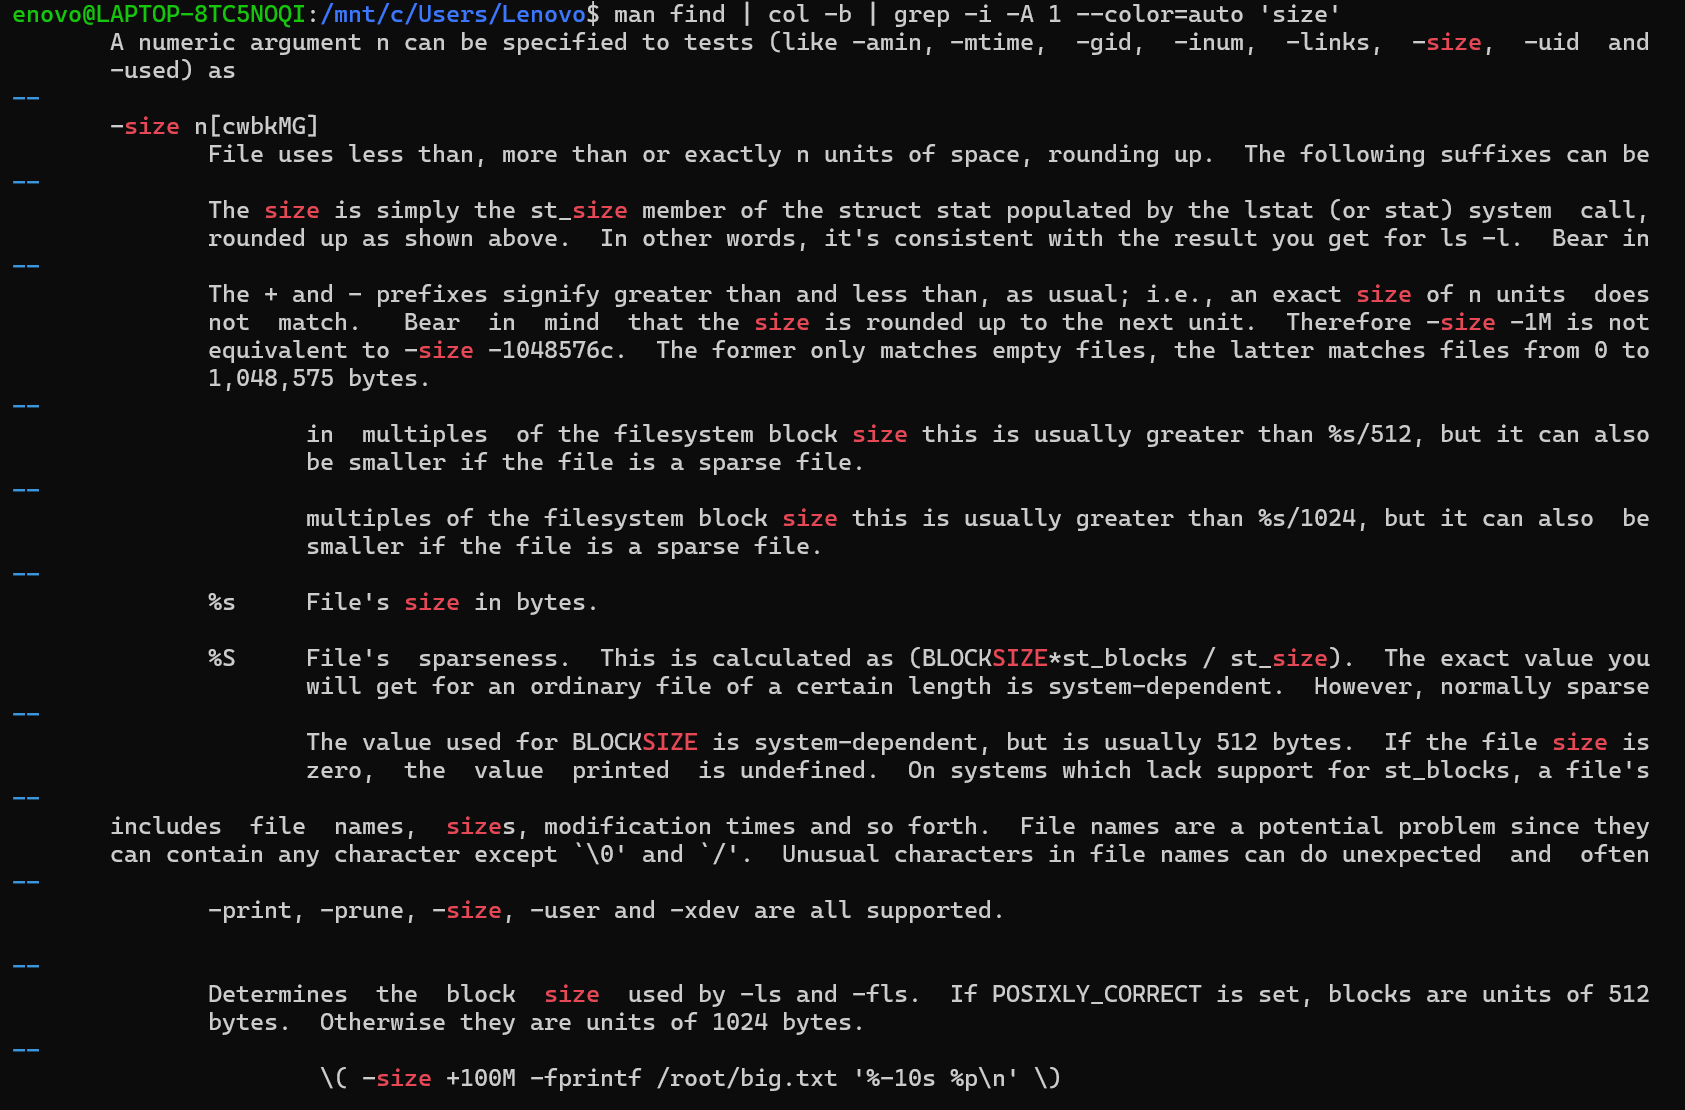 enovo@LAPTOP-8TC5NOQI:/mnt/c/Users/Lenovo$ man find | col -b | grep -i -A 1 --color=auto 'size'
       A numeric argument n can be specified to tests (like -amin, -mtime,  -gid,  -inum,  -links,  -size,  -uid  and
       -used) as
--
       -size n[cwbkMG]
              File uses less than, more than or exactly n units of space, rounding up.  The following suffixes can be
--
              The size is simply the st_size member of the struct stat populated by the lstat (or stat) system  call,
              rounded up as shown above.  In other words, it's consistent with the result you get for ls -l.  Bear in
--
              The + and - prefixes signify greater than and less than, as usual; i.e., an exact size of n units  does
              not  match.   Bear  in  mind  that the size is rounded up to the next unit.  Therefore -size -1M is not
              equivalent to -size -1048576c.  The former only matches empty files, the latter matches files from 0 to
              1,048,575 bytes.
--
                     in  multiples  of the filesystem block size this is usually greater than %s/512, but it can also
                     be smaller if the file is a sparse file.
--
                     multiples of the filesystem block size this is usually greater than %s/1024, but it can also  be
                     smaller if the file is a sparse file.
--
              %s     File's size in bytes.
              %S     File's  sparseness.  This is calculated as (BLOCKSIZE*st_blocks / st_size).  The exact value you
                     will get for an ordinary file of a certain length is system-dependent.  However, normally sparse
--
                     The value used for BLOCKSIZE is system-dependent, but is usually 512 bytes.  If the file size is
                     zero,  the  value  printed  is undefined.  On systems which lack support for st_blocks, a file's
--
       includes  file  names,  sizes, modification times and so forth.  File names are a potential problem since they
       can contain any character except `\0' and `/'.  Unusual characters in file names can do unexpected  and  often
--
              -print, -prune, -size, -user and -xdev are all supported.
--
              Determines  the  block  size  used by -ls and -fls.  If POSIXLY_CORRECT is set, blocks are units of 512
              bytes.  Otherwise they are units of 1024 bytes.
--
                      \( -size +100M -fprintf /root/big.txt '%-10s %p\n' \)